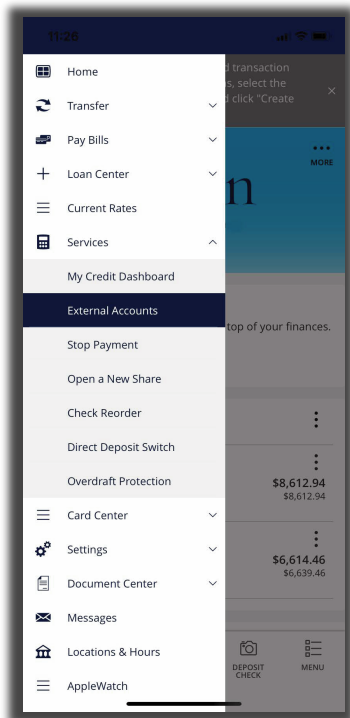 11:26
Home
Transfer
Pay Bills
Loan Center
Current Rates
Services
My Credit Dashboard
External Accounts
Stop Payment
Open a New Share
Check Reorder
Direct Deposit Switch
Overdraft Protection
Card Center
Settings
Document Center
Messages
Locations & Hours
AppleWatch
d transaction
s, select the
d click "Create
MORE
n
top of your finances.
$8,612.94
$8,612.94
$6,614.46
$6,639.46
DEPOSIT
CHECK
MENU